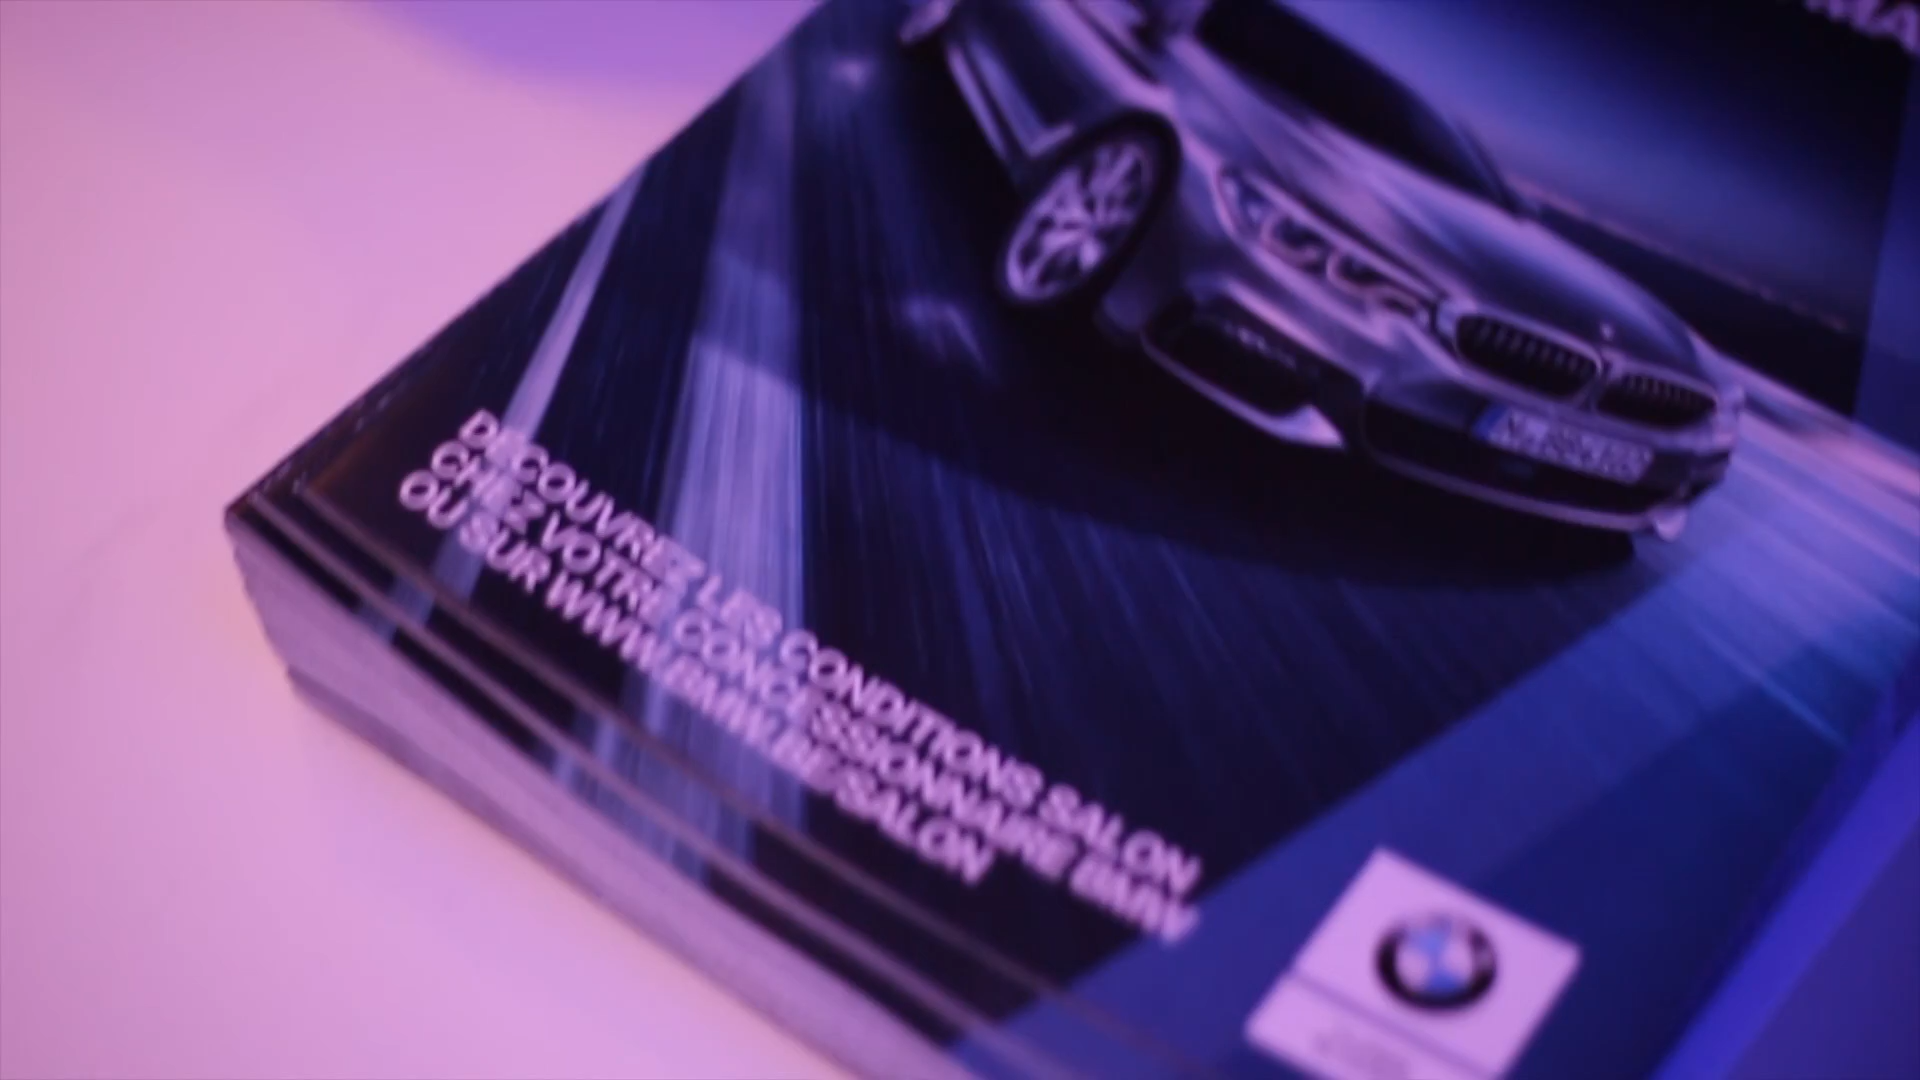 DÉCOUVREZ LES CONDITIONS SALON
CHEZ VOTRE CONCESSIONNAIRE BMW
OU SUR WWW.BMW.BE/SALON